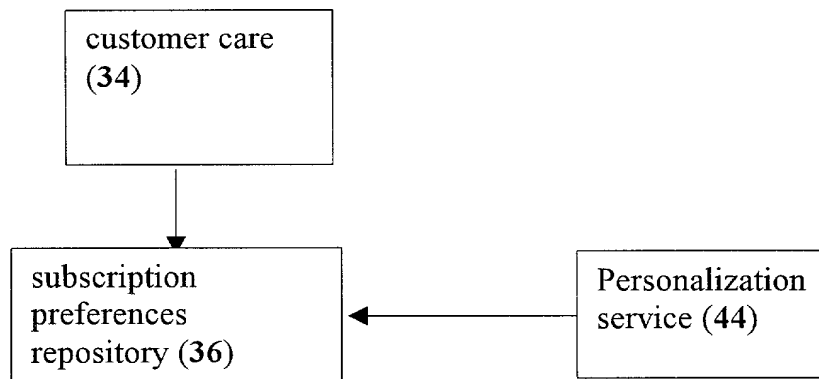 customer care
(34)
subscription
preferences
repository (36)
Personalization
service (44)